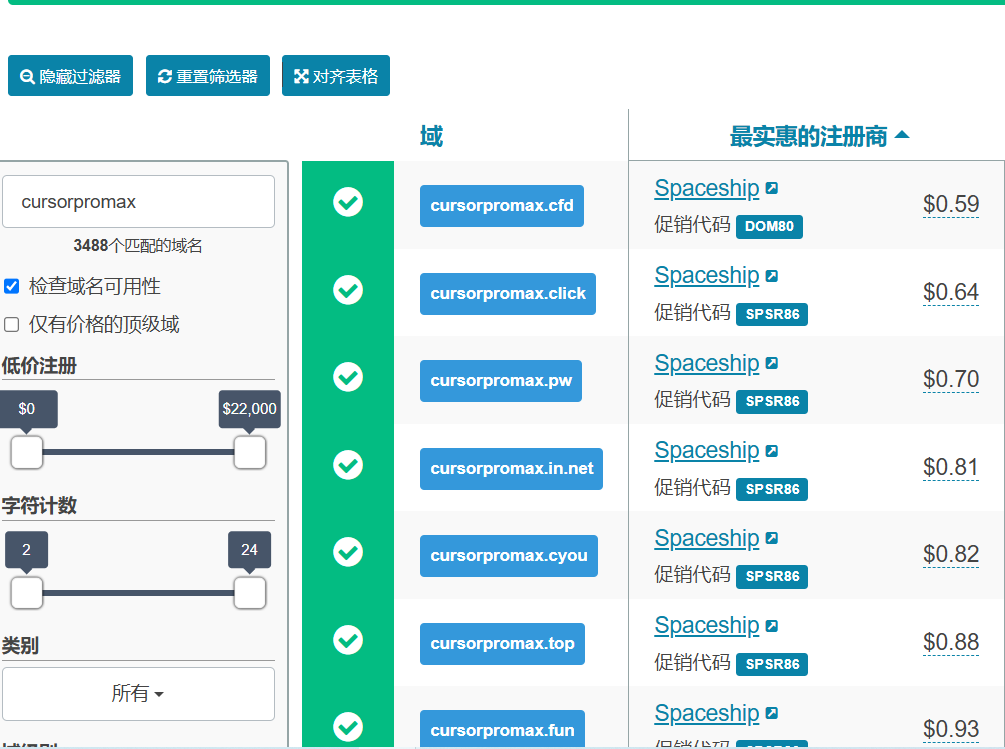 隐藏过滤器 重置筛选器 对齐表格
域 最实惠的注册商
cursorpromax
3488个匹配的域名
检查域名可用性
仅有价格的顶级域
低价注册
$0 $22,000
字符计数
2 24
类别
所有
cursorpromax.cfd Spaceship $0.59
促销代码 DOM80
cursorpromax.click Spaceship $0.64
促销代码 SPSR86
cursorpromax.pw Spaceship $0.70
促销代码 SPSR86
cursorpromax.in.net Spaceship $0.81
促销代码 SPSR86
cursorpromax.cyou Spaceship $0.82
促销代码 SPSR86
cursorpromax.top Spaceship $0.88
促销代码 SPSR86
cursorpromax.fun Spaceship $0.93